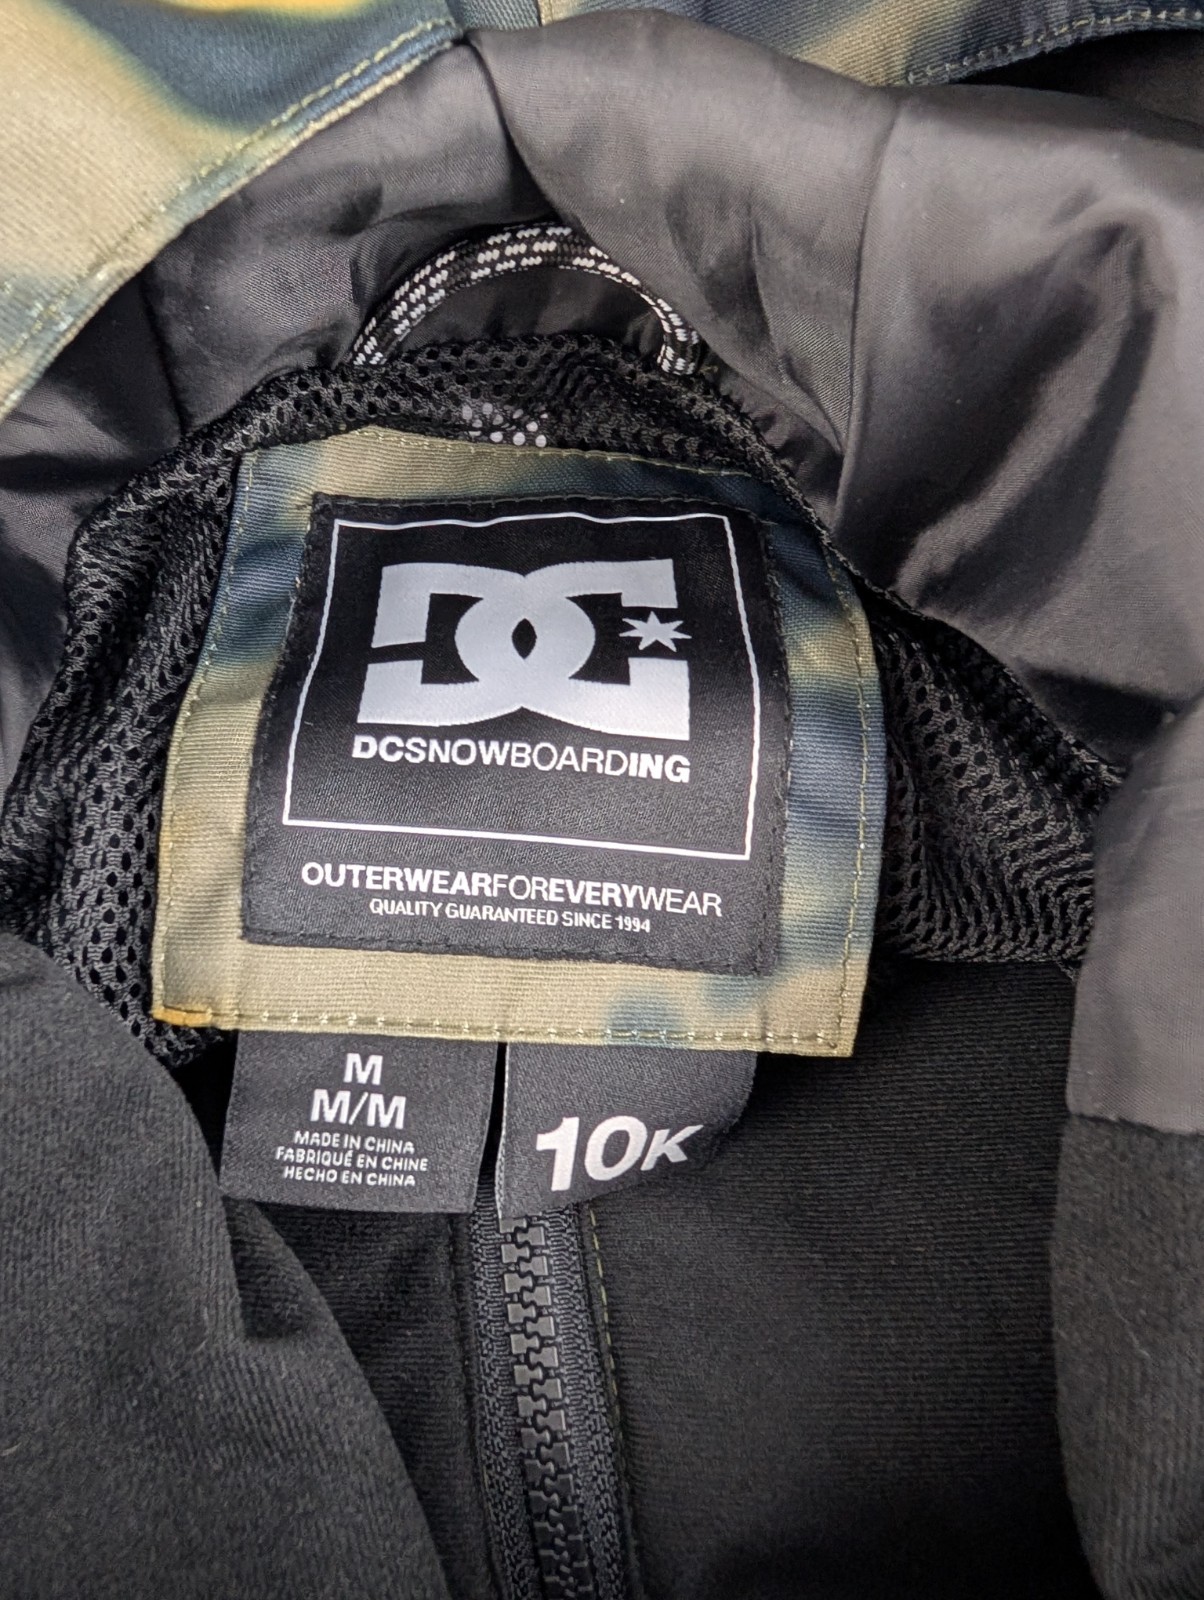 DC
DCSNOWBOARDING
OUTERWEARFOREVERYWEAR
QUALITY GUARANTEED SINCE 1994
M
M/M
MADE IN CHINA
FABRIQUÉ EN CHINE
HECHO EN CHINA
10K